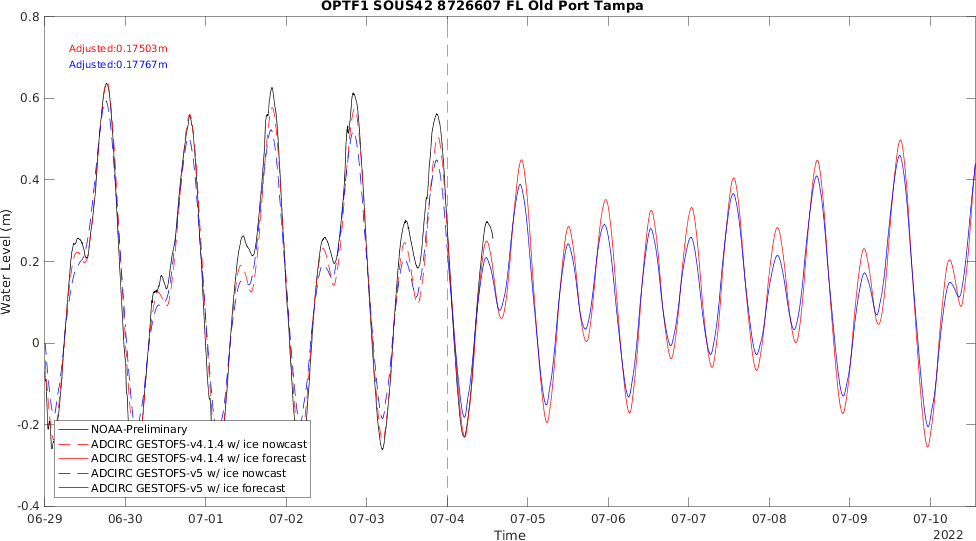 OPTF1 SOUS42 8726607 FL Old Port Tampa
0.8
Adjusted:0.17503m
Adjusted:0.17767m
0.6
0.4
0.2
0
-0.2
-0.4
Water Level (m)
NOAA-Preliminary
ADCIRC GESTOFS-v4.1.4 w/ ice nowcast
ADCIRC GESTOFS-v4.1.4 w/ ice forecast
ADCIRC GESTOFS-v5 w/ ice nowcast
ADCIRC GESTOFS-v5 w/ ice forecast
06-29 06-30 07-01 07-02 07-03 07-04 07-05 07-06 07-07 07-08 07-09 07-10
Time
2022